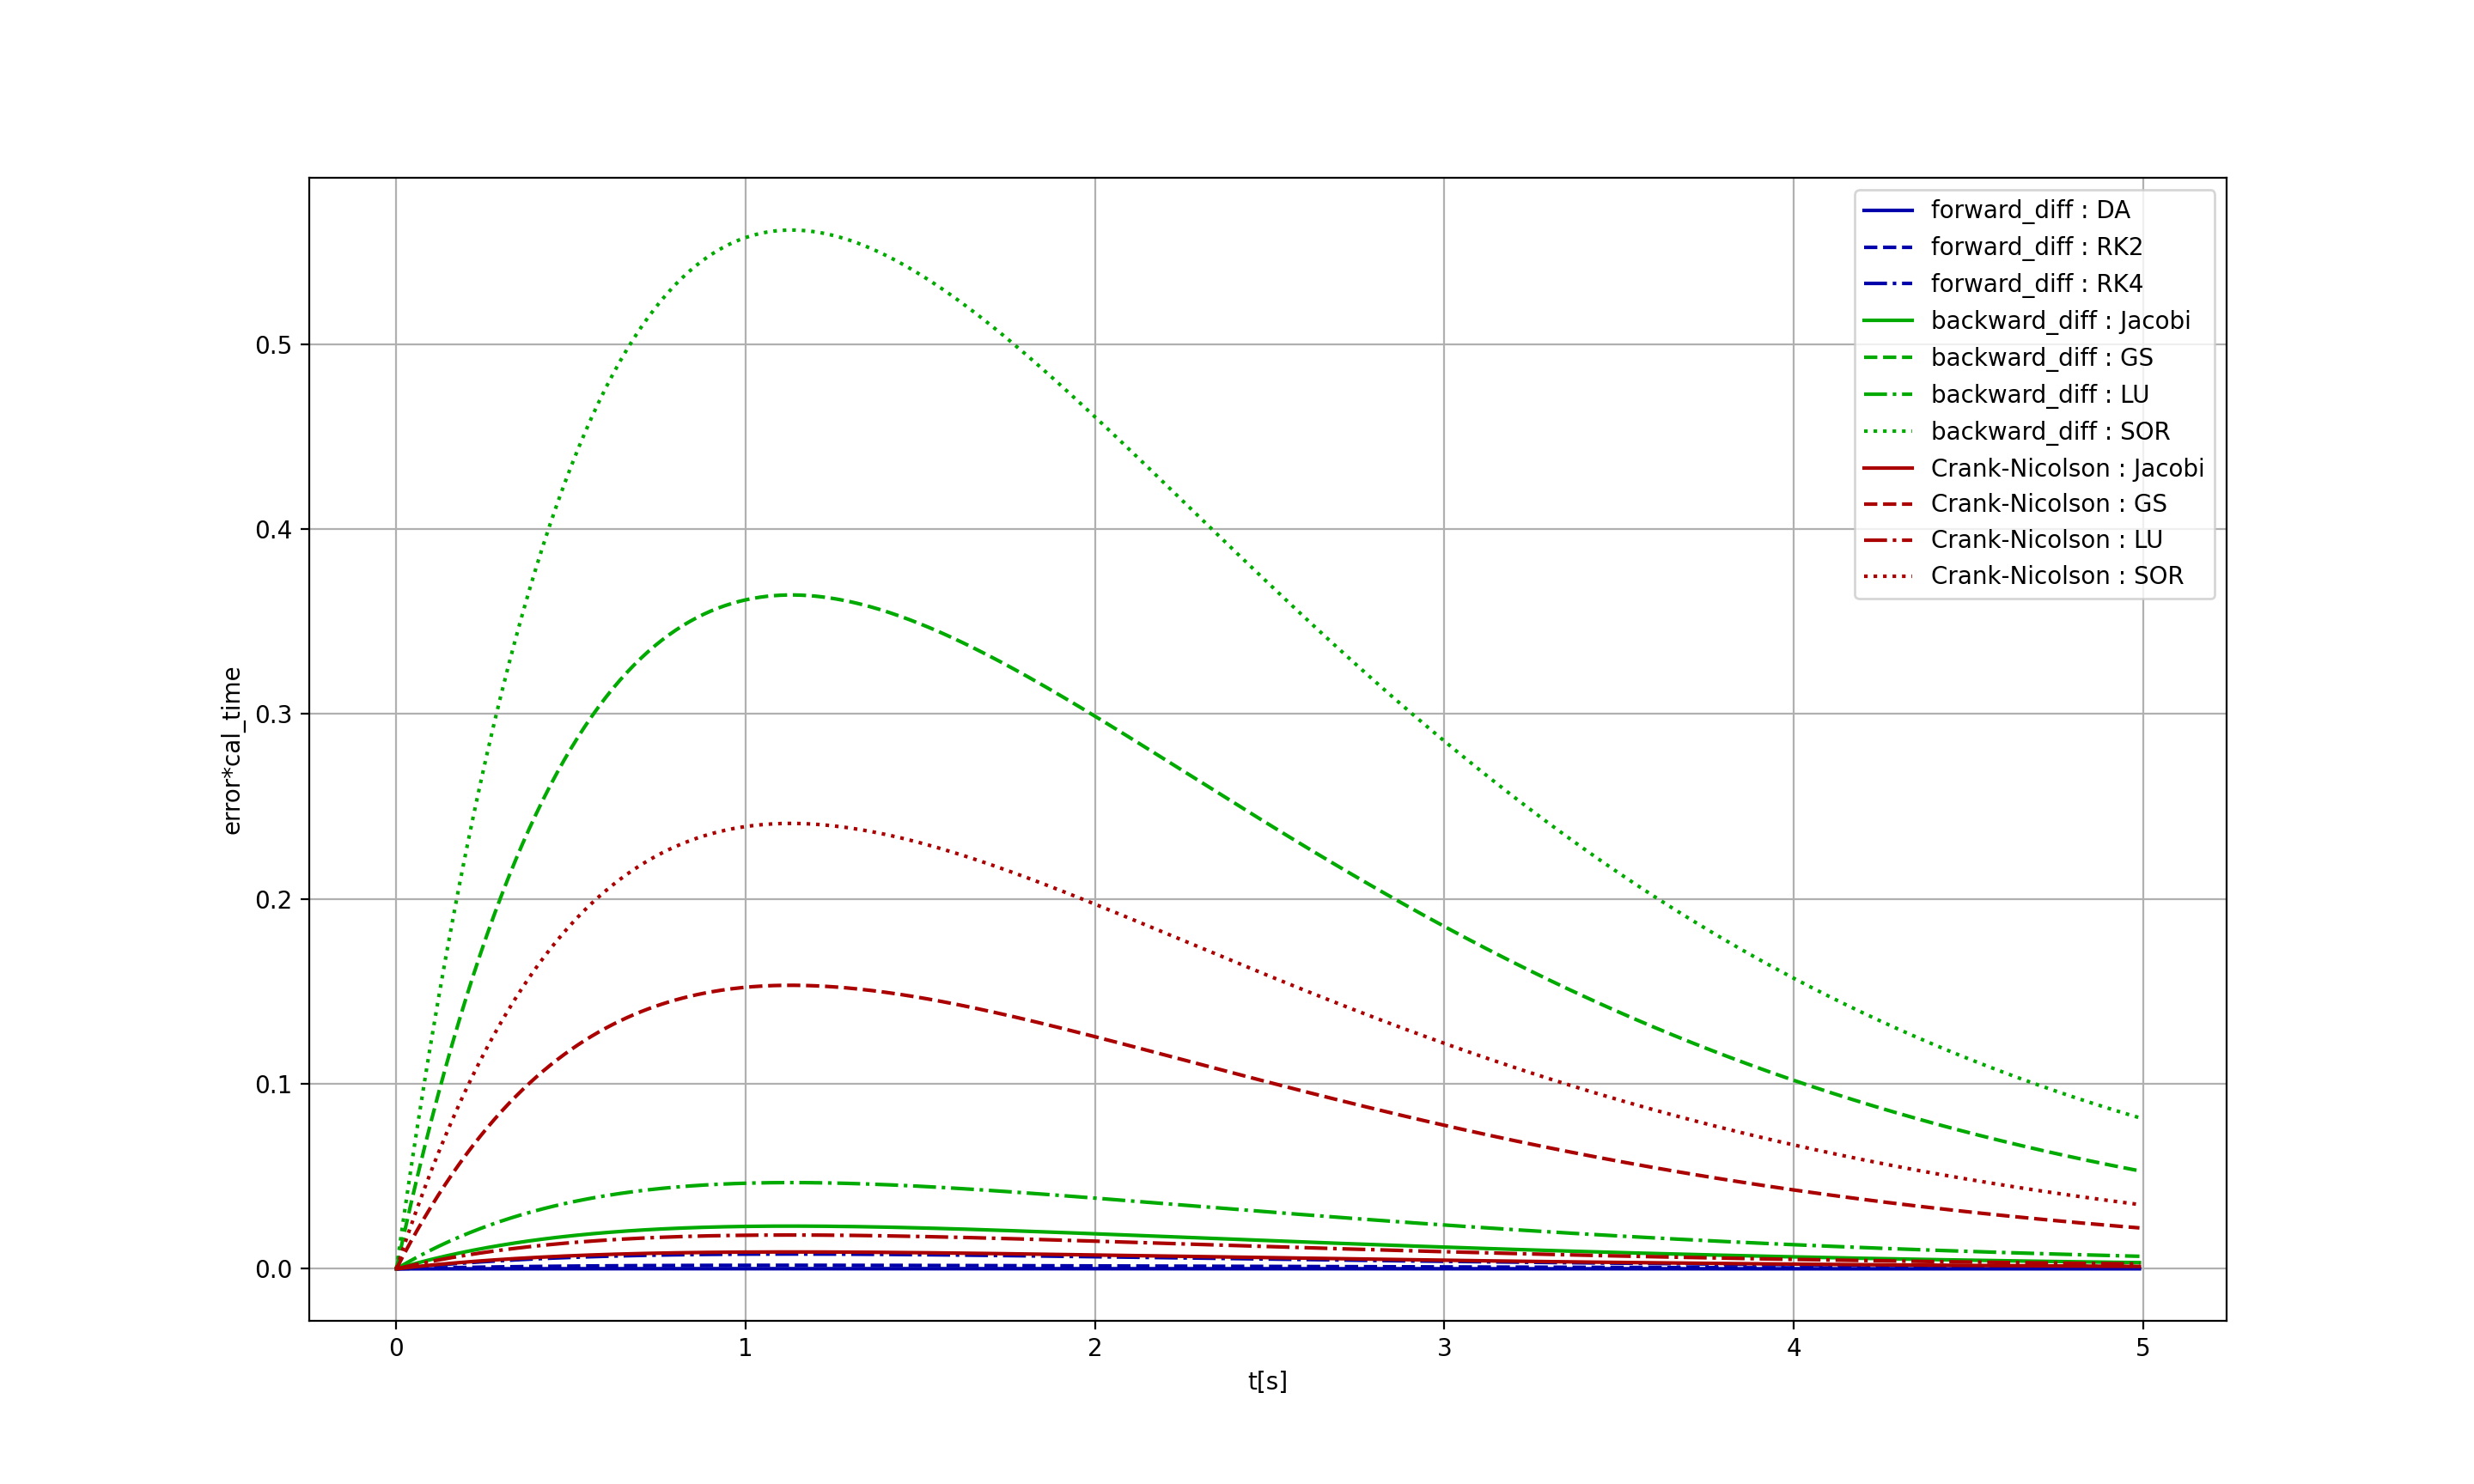 forward_diff : DA
forward_diff : RK2
forward_diff : RK4
backward_diff : Jacobi
backward_diff : GS
backward_diff : LU
backward_diff : SOR
Crank-Nicolson : Jacobi
Crank-Nicolson : GS
Crank-Nicolson : LU
Crank-Nicolson : SOR
error*cal_time
0.5
0.4
0.3
0.2
0.1
0.0
0 1 2 3 4 5
t[s]